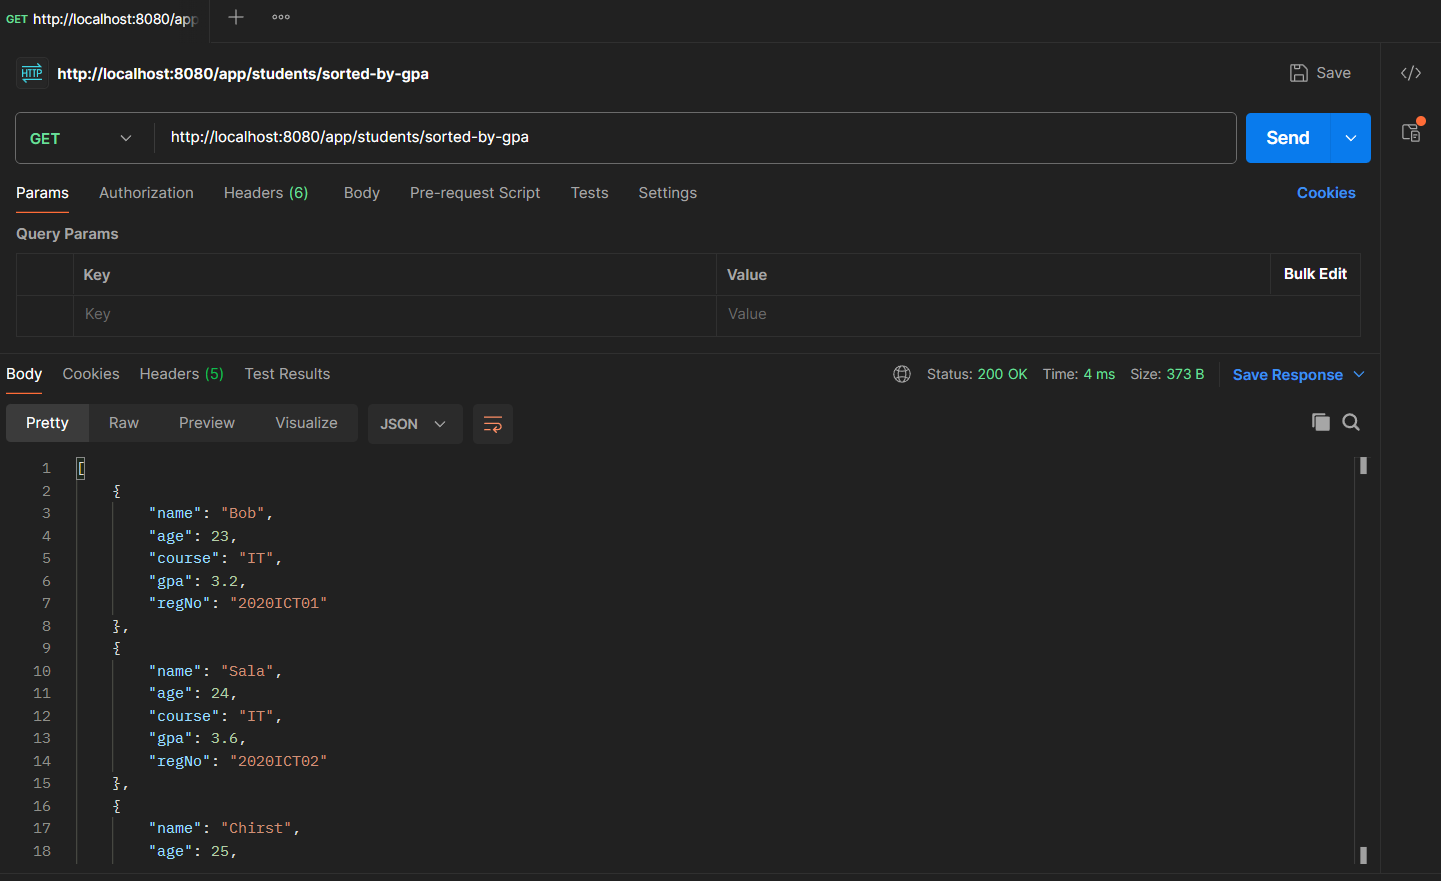 GET http://localhost:8080/app
http://localhost:8080/app/students/sorted-by-gpa
Save
GET http://localhost:8080/app/students/sorted-by-gpa
Send
Params Authorization Headers (6) Body Pre-request Script Tests Settings
Cookies
Query Params
Key Value Bulk Edit
Key Value
Body Cookies Headers (5) Test Results
Status: 200 OK Time: 4 ms Size: 373 B Save Response
Pretty Raw Preview Visualize JSON
1 [
2 {
3 "name": "Bob",
4 "age": 23,
5 "course": "IT",
6 "gpa": 3.2,
7 "regNo": "2020ICT01"
8 },
9 {
10 "name": "Sala",
11 "age": 24,
12 "course": "IT",
13 "gpa": 3.6,
14 "regNo": "2020ICT02"
15 },
16 {
17 "name": "Chirst",
18 "age": 25,